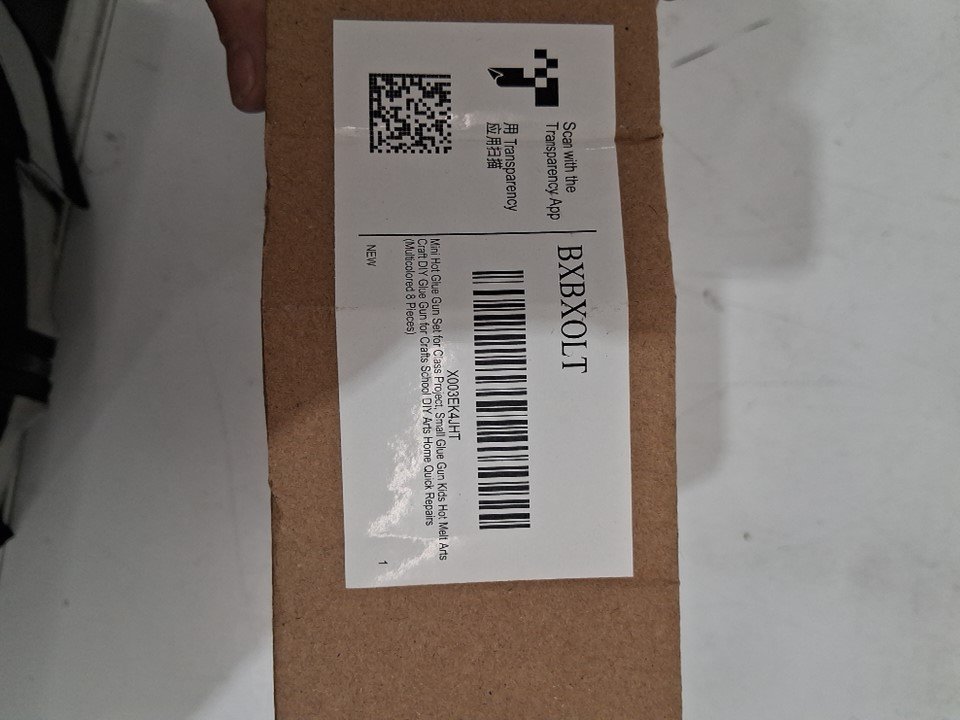 Scan with the
Transparency App
用 Transparency
应用扫描
BXBXOLT
X003EK4JHT
Mini Hot Glue Gun Set for Class Project, Small Glue Gun Kids Hot Melt Arts
Craft DIY Glue Gun for Crafts School DIY Arts Home Quick Repairs
(Multicolored 8 Pieces)
NEW
1